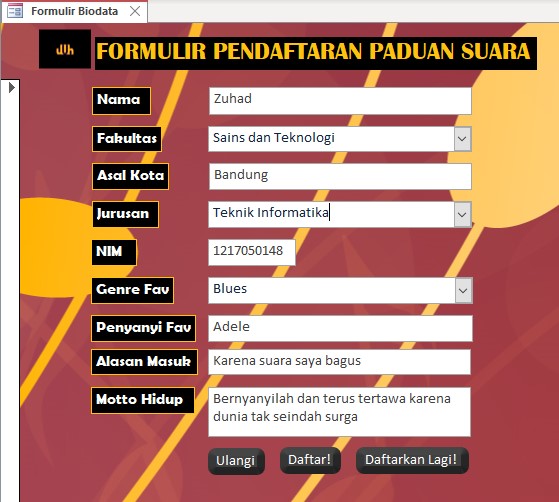 Formulir Biodata
dlh
FORMULIR PENDAFTARAN PADUAN SUARA
Nama Zuhad
Fakultas Sains dan Teknologi
Asal Kota Bandung
Jurusan Teknik Informatika
NIM 1217050148
Genre Fav Blues
Penyanyi Fav Adele
Alasan Masuk Karena suara saya bagus
Motto Hidup Bernyanyilah dan terus tertawa karena
dunia tak seindah surga
Ulangi Daftar! Daftarkan Lagi!